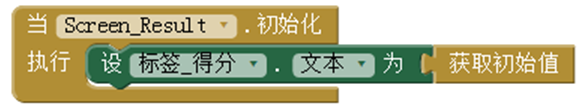 当 Screen_Result .初始化
执行 设 标签_得分 . 文本 为 获取初始值